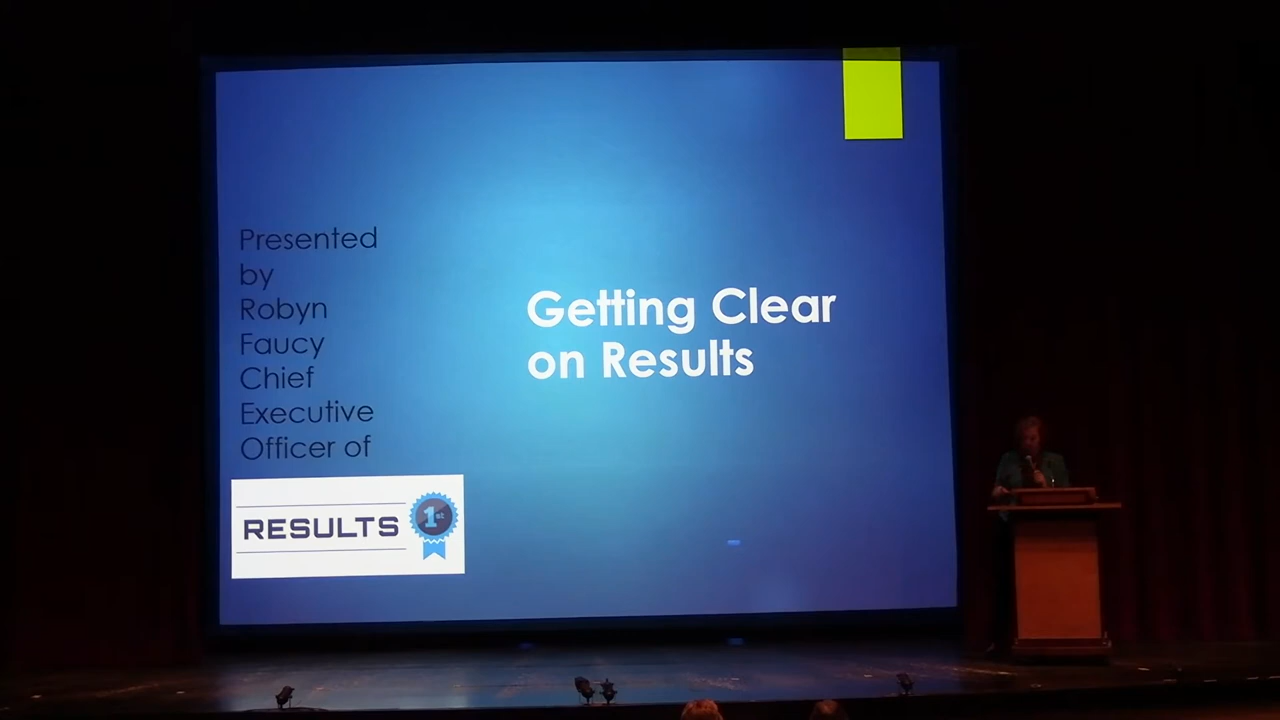 Presented
by
Robyn
Faucy
Chief
Executive
Officer of
RESULTS 1st
Getting Clear
on Results